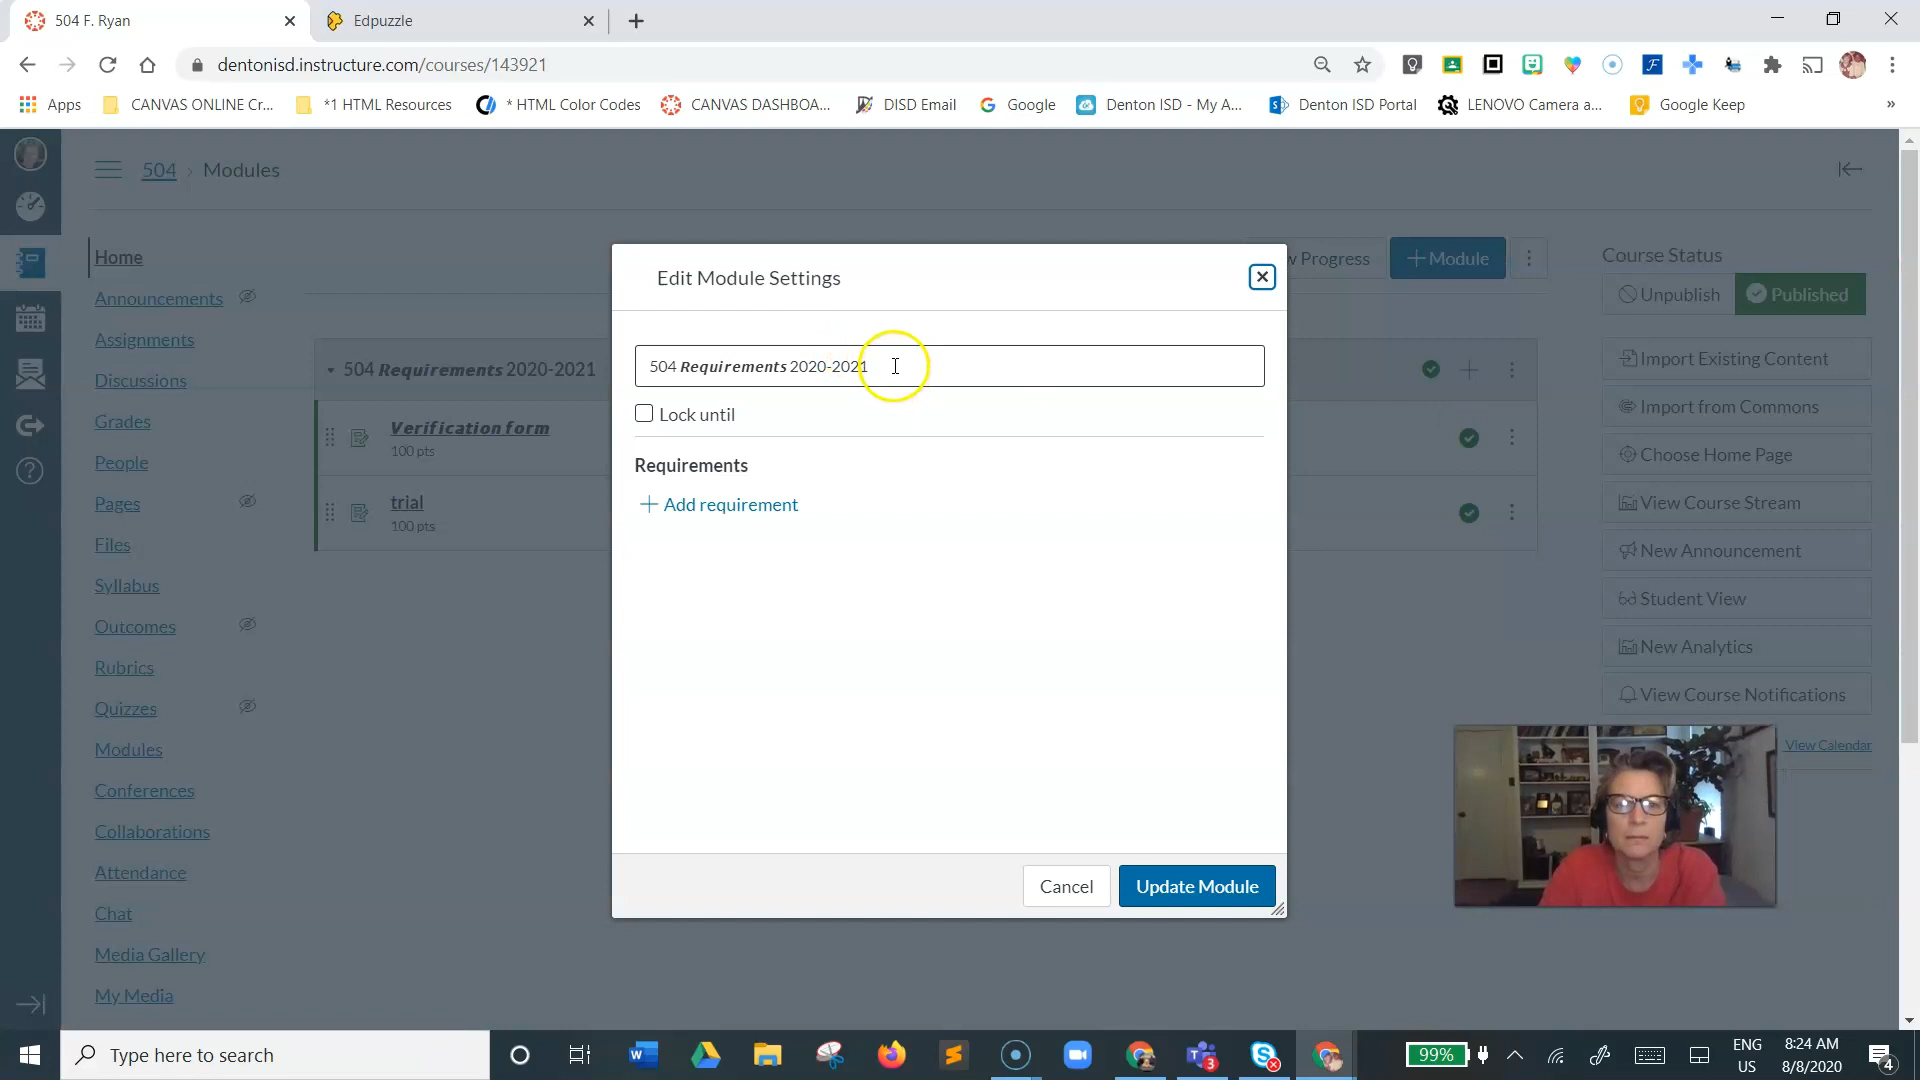 504 F. Ryan
Edpuzzle
dentonisd.instructure.com/courses/143921
Apps
CANVAS ONLINE Cr...
*1 HTML Resources
* HTML Color Codes
CANVAS DASHBOA...
DISD Email
Google
Denton ISD - My A...
Denton ISD Portal
LENOVO Camera a...
Google Keep
»
504 › Modules
Home
Announcements
Assignments
Discussions
Grades
People
Pages
Files
Syllabus
Outcomes
Rubrics
Quizzes
Modules
Conferences
Collaborations
Attendance
Chat
Media Gallery
My Media
504 Requirements 2020-2021
Verification form
100 pts
trial
100 pts
w Progress
+ Module
Edit Module Settings
504 Requirements 2020-2021
Lock until
Requirements
+ Add requirement
Cancel
Update Module
Course Status
Unpublish
Published
Import Existing Content
Import from Commons
Choose Home Page
View Course Stream
New Announcement
Student View
New Analytics
View Course Notifications
View Calendar
Type here to search
99%
ENG
US
8:24 AM
8/8/2020
3
4